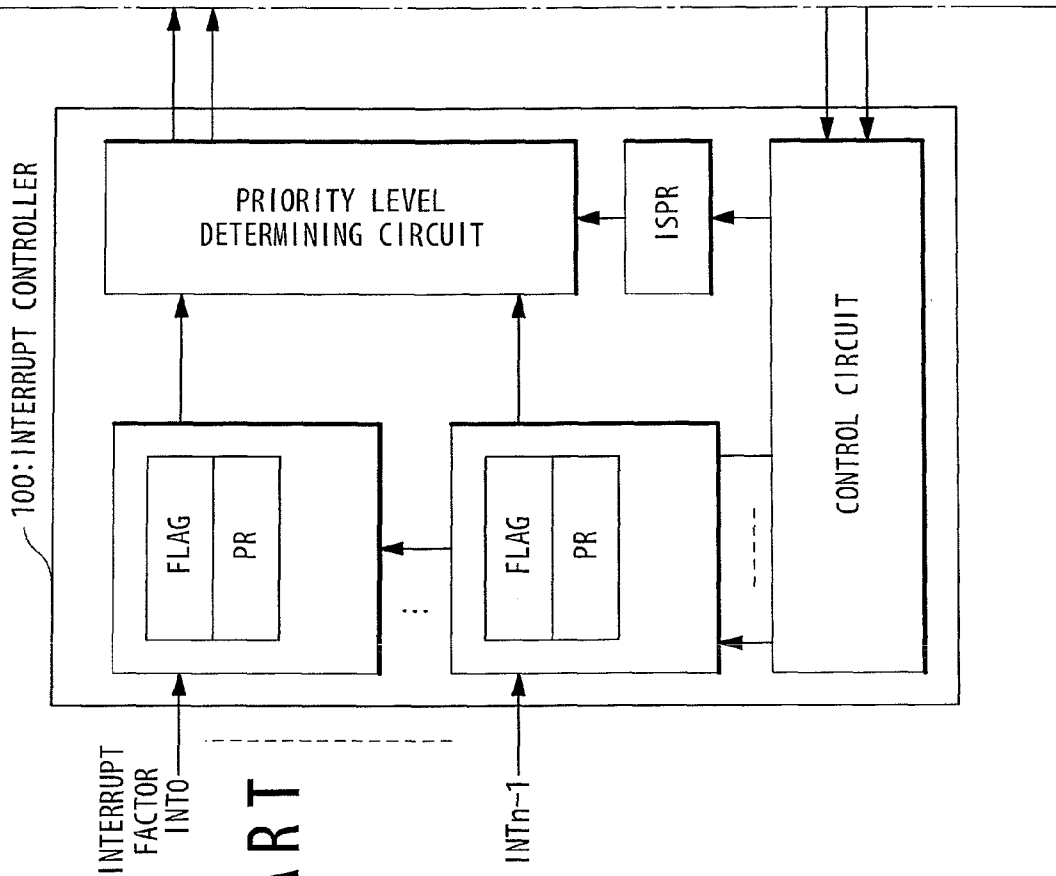 100:INTERRUPT CONTROLLER
PRIORITY LEVEL
DETERMINING CIRCUIT
ISPR
CONTROL CIRCUIT
FLAG
PR
FLAG
PR
INTERRUPT
FACTOR
INT0
INTn-1